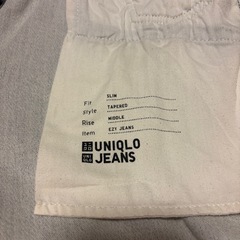 Fit SLIM
style TAPERED
Rise MIDDLE
Item EZY JEANS
UNIQLO
JEANS